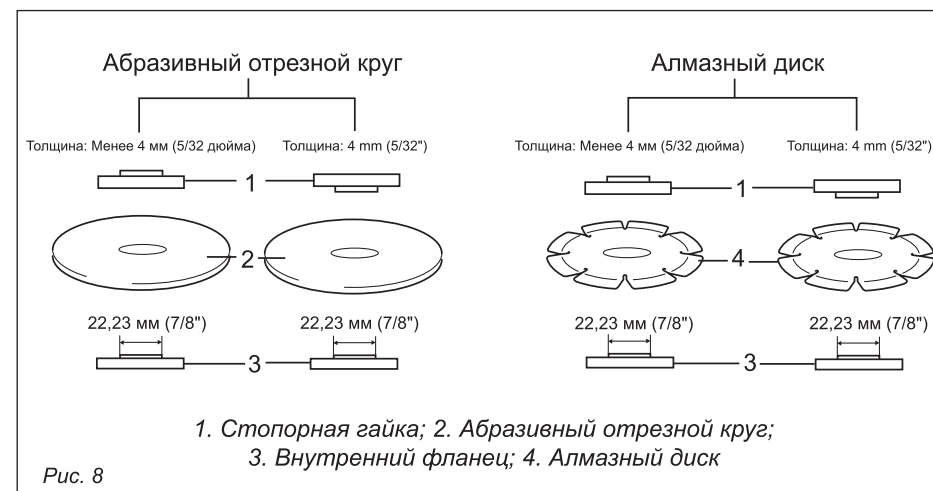 Абразивный отрезной круг Алмазный диск
Толщина: Менее 4 мм (5/32 дюйма) Толщина: 4 mm (5/32") Толщина: Менее 4 мм (5/32 дюйма) Толщина: 4 mm (5/32")
1 1
2 4
22,23 мм (7/8") 22,23 мм (7/8") 22,23 мм (7/8") 22,23 мм (7/8")
3 3
1. Стопорная гайка; 2. Абразивный отрезной круг;
3. Внутренний фланец; 4. Алмазный диск
Рис. 8